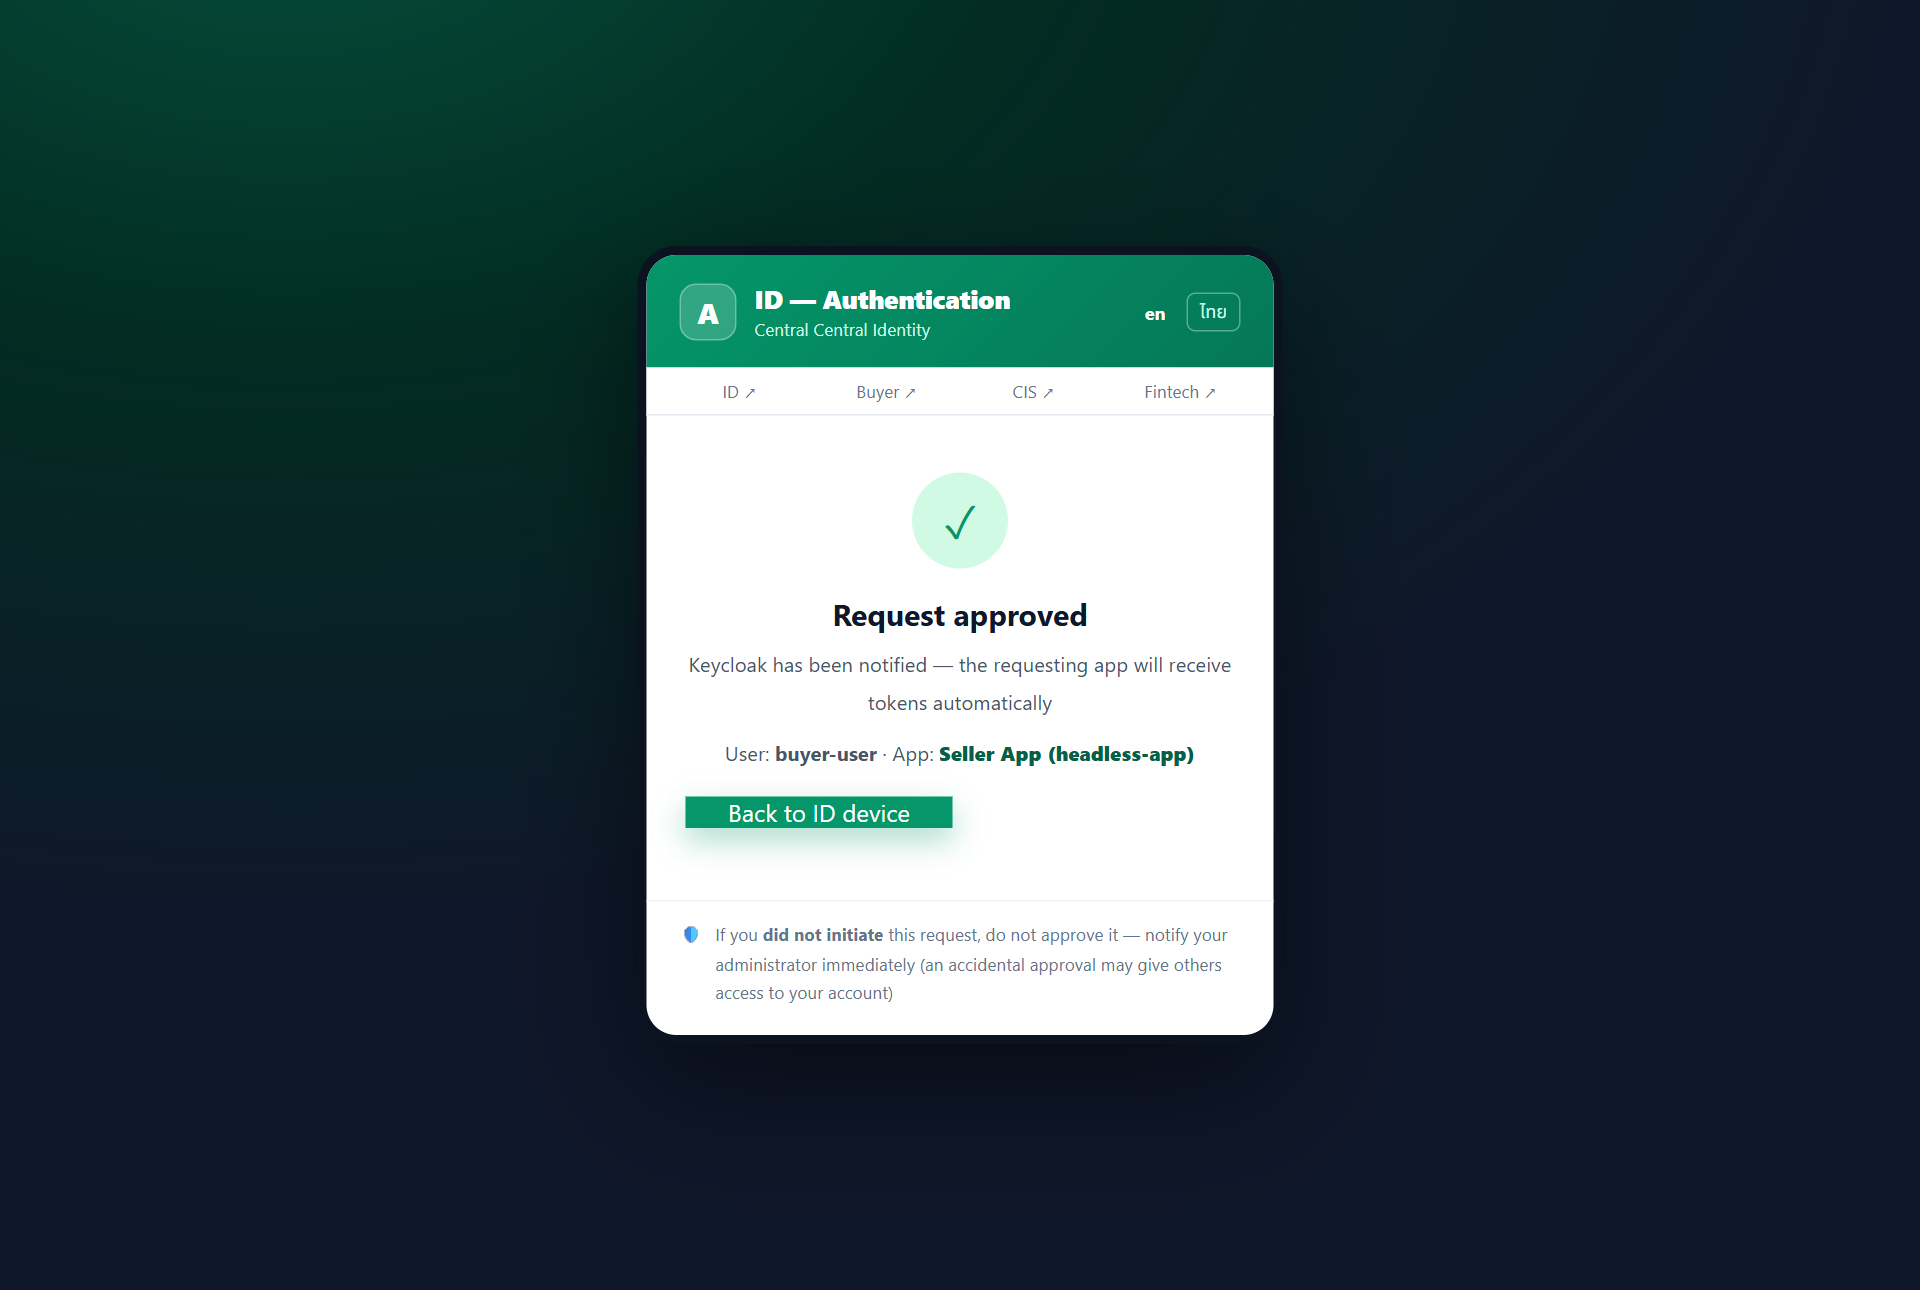 A
ID — Authentication
Central Central Identity
en
ไทย
ID ↗
Buyer ↗
CIS ↗
Fintech ↗
✓
Request approved
Keycloak has been notified — the requesting app will receive
tokens automatically
User: buyer-user · App: Seller App (headless-app)
Back to ID device
If you did not initiate this request, do not approve it — notify your
administrator immediately (an accidental approval may give others
access to your account)